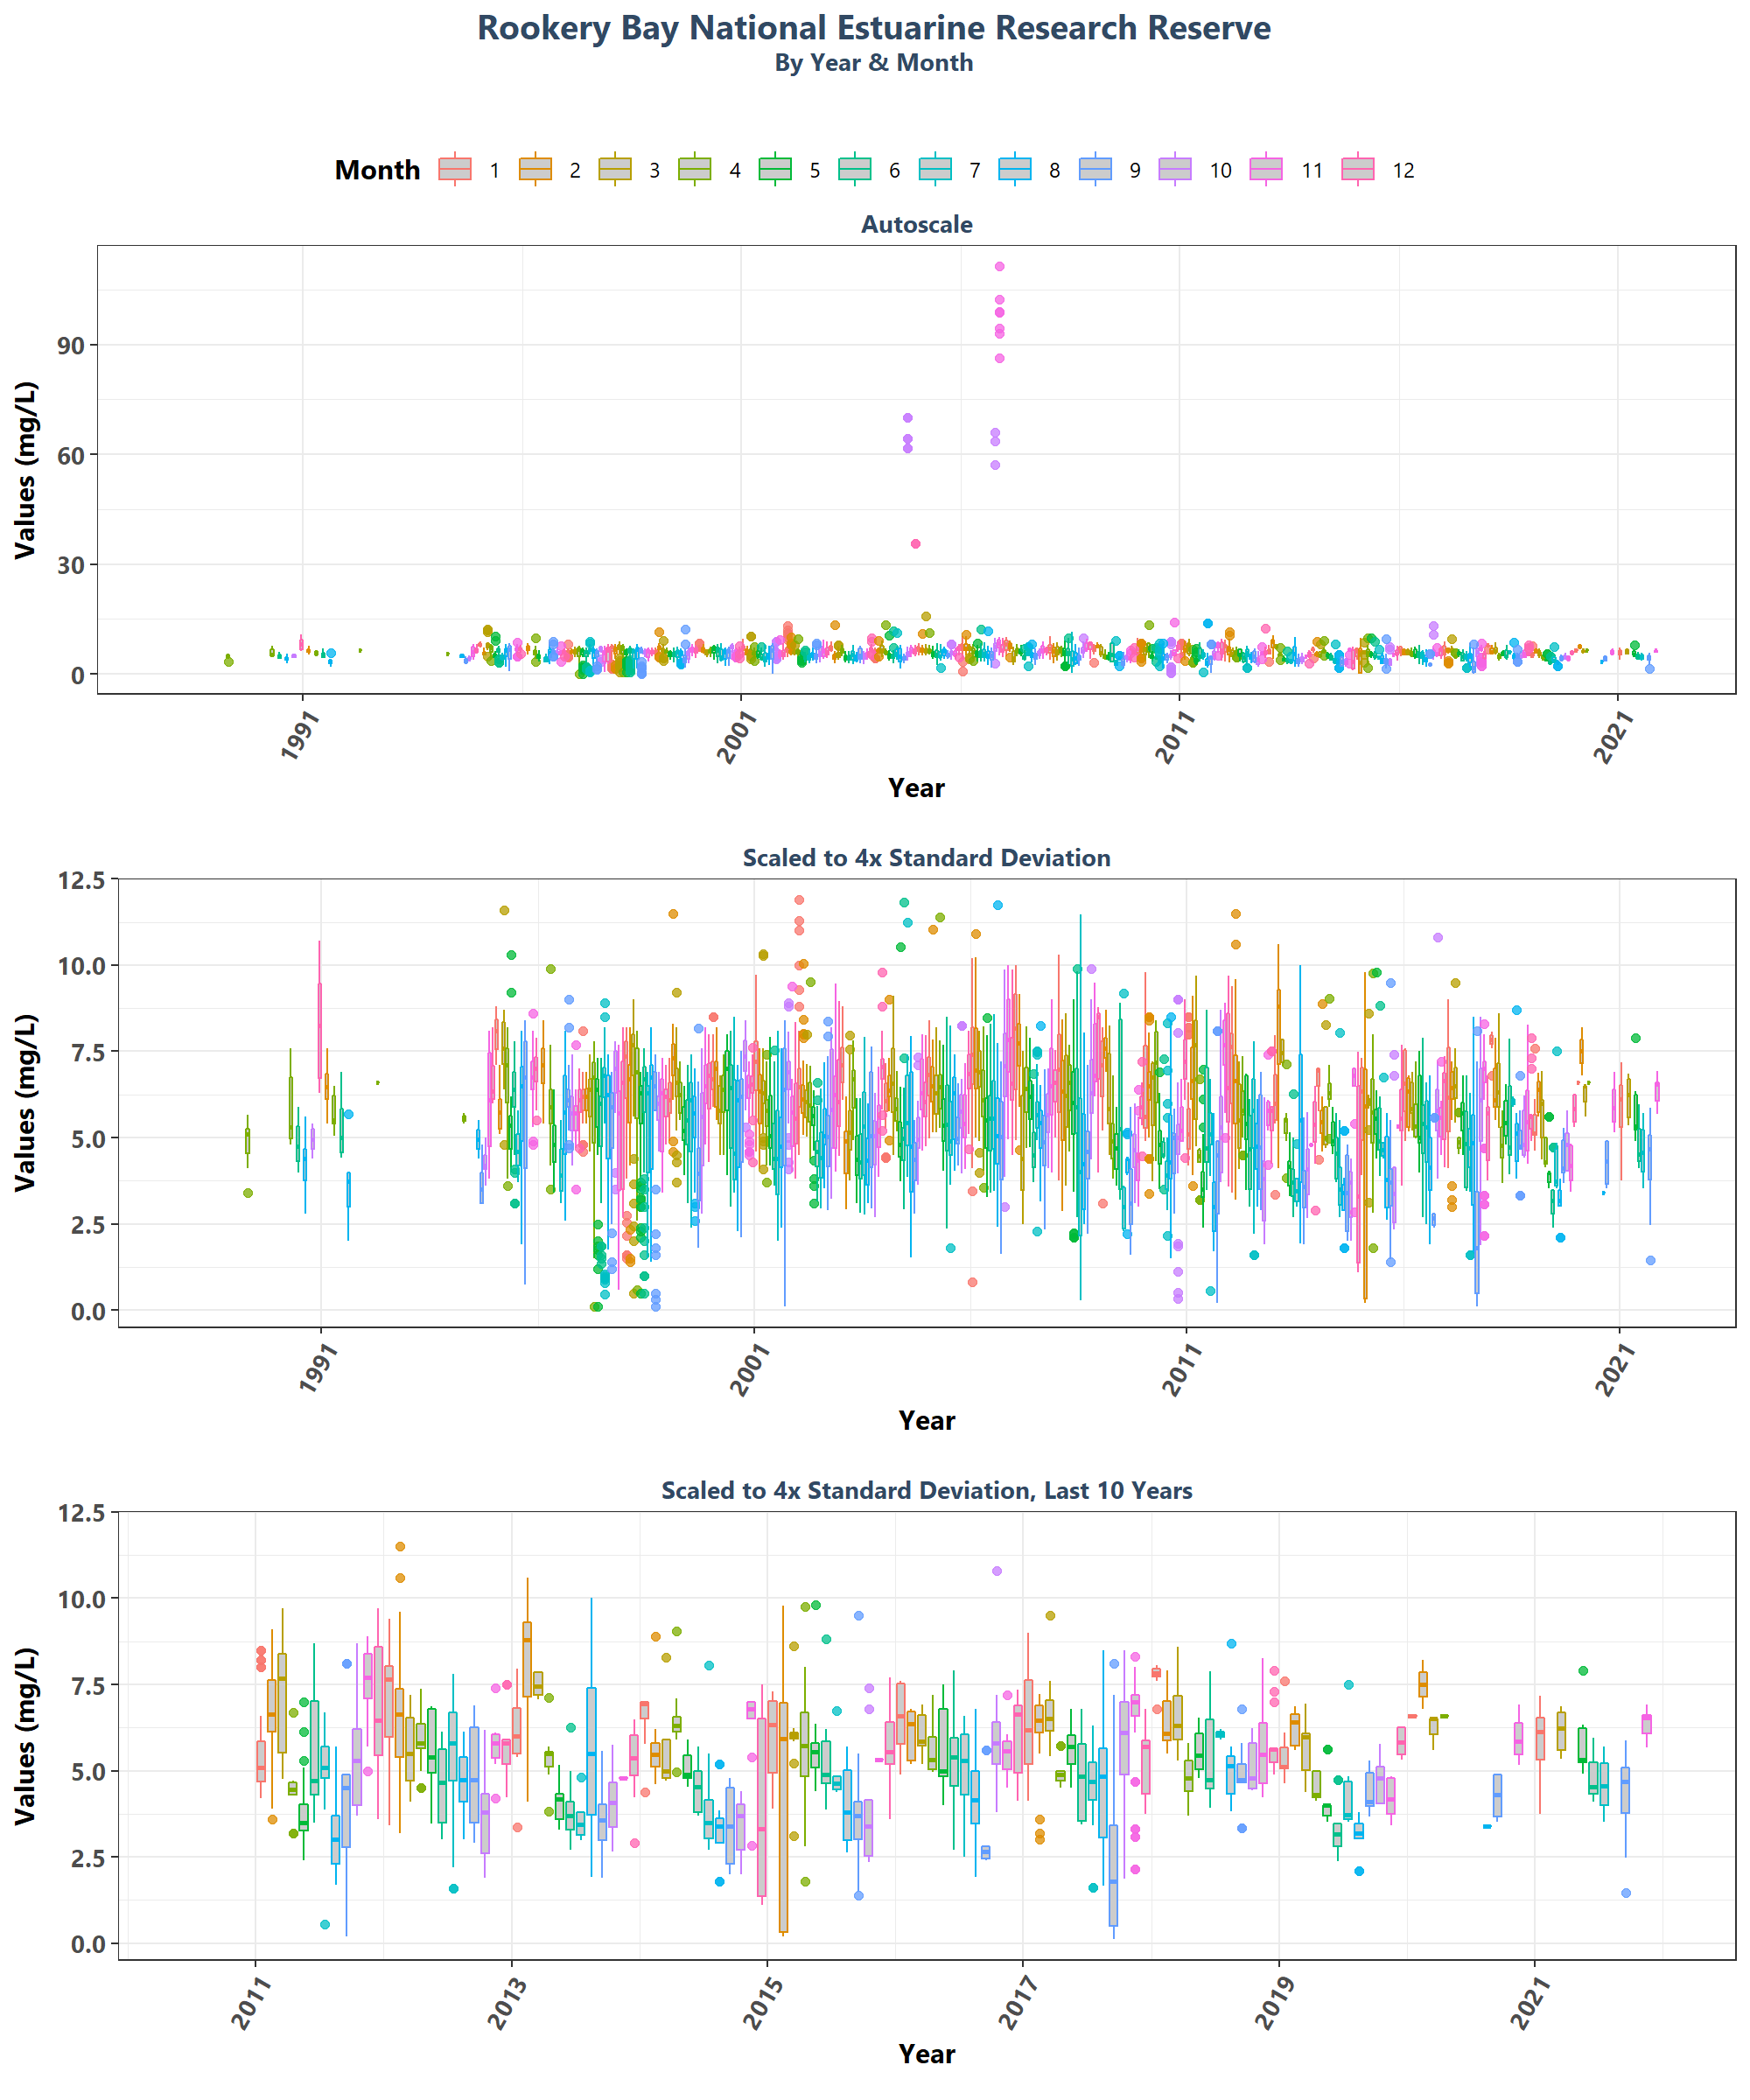 Rookery Bay National Estuarine Research Reserve
By Year & Month
Month 1 2 3 4 5 6 7 8 9 10 11 12
Autoscale
Values (mg/L)
90
60
30
0
1991 2001 2011 2021
Year
Scaled to 4x Standard Deviation
Values (mg/L)
12.5
10.0
7.5
5.0
2.5
0.0
1991 2001 2011 2021
Year
Scaled to 4x Standard Deviation, Last 10 Years
Values (mg/L)
12.5
10.0
7.5
5.0
2.5
0.0
2011 2013 2015 2017 2019 2021
Year